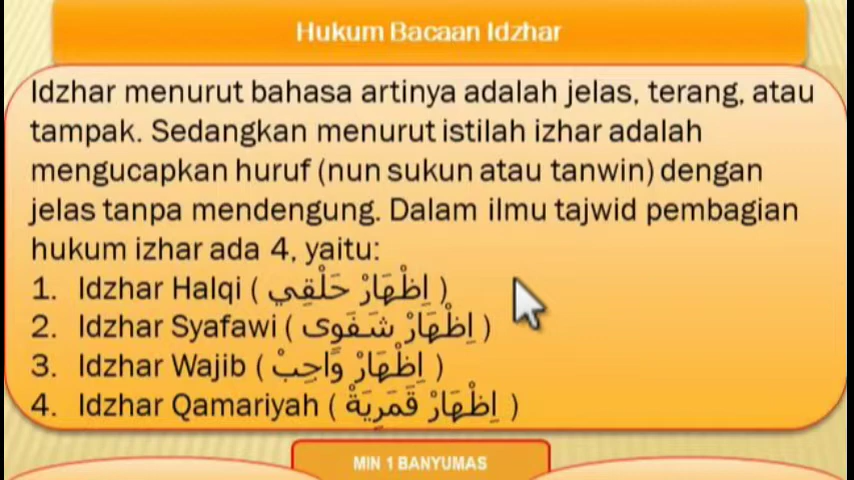 Hukum Bacaan Idzhar
Idzhar menurut bahasa artinya adalah jelas, terang, atau
tampak. Sedangkan menurut istilah izhar adalah
mengucapkan huruf (nun sukun atau tanwin) dengan
jelas tanpa mendengung. Dalam ilmu tajwid pembagian
hukum izhar ada 4, yaitu:
1. Idzhar Halqi ( اِظْهَارْ حَلْقِي )
2. Idzhar Syafawi ( اِظْهَارْ شَفَوِى )
3. Idzhar Wajib ( اِظْهَارْ وَاجِبْ )
4. Idzhar Qamariyah ( اِظْهَارْ قَمَرِيَةْ )
MIN 1 BANYUMAS